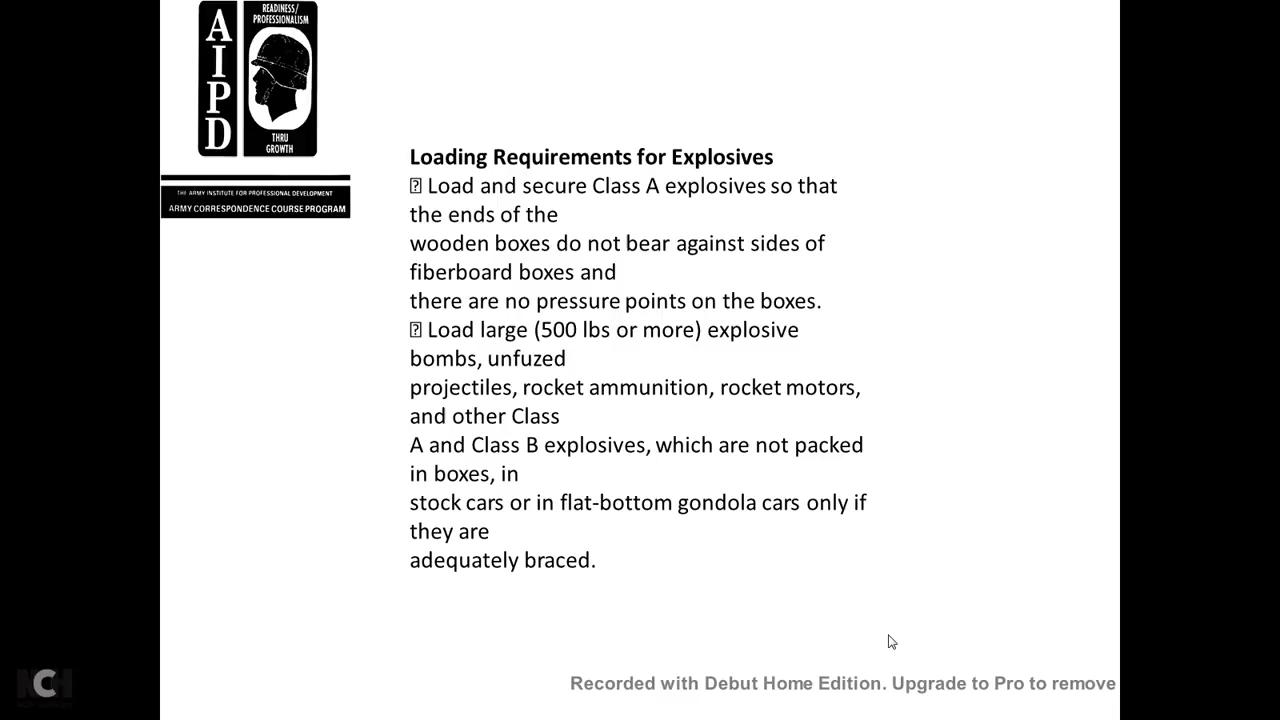 AIPD
READINESS/
PROFESSIONALISM
THRU
GROWTH
THE ARMY INSTITUTE FOR PROFESSIONAL DEVELOPMENT
ARMY CORRESPONDENCE COURSE PROGRAM
Loading Requirements for Explosives
⍰ Load and secure Class A explosives so that
the ends of the
wooden boxes do not bear against sides of
fiberboard boxes and
there are no pressure points on the boxes.
⍰ Load large (500 lbs or more) explosive
bombs, unfuzed
projectiles, rocket ammunition, rocket motors,
and other Class
A and Class B explosives, which are not packed
in boxes, in
stock cars or in flat-bottom gondola cars only if
they are
adequately braced.
Recorded with Debut Home Edition. Upgrade to Pro to remove
NCH